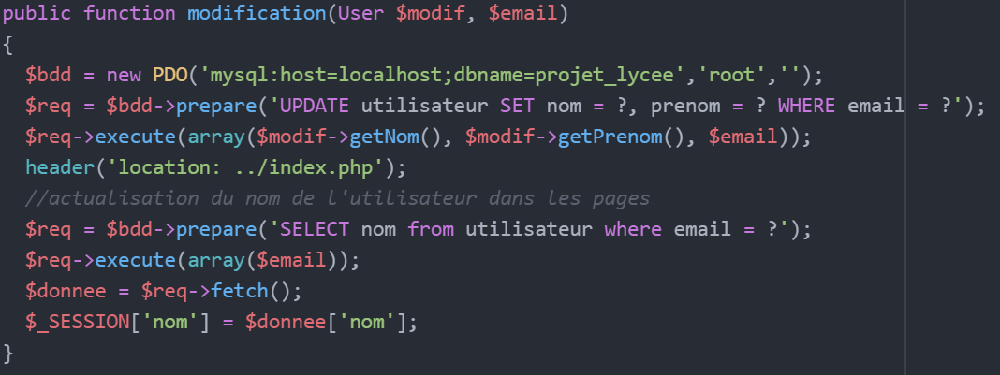 public function modification(User $modif, $email)
{
  $bdd = new PDO('mysql:host=localhost;dbname=projet_lycee','root','');
  $req = $bdd->prepare('UPDATE utilisateur SET nom = ?, prenom = ? WHERE email = ?');
  $req->execute(array($modif->getNom(), $modif->getPrenom(), $email));
  header('location: ../index.php');
  //actualisation du nom de l'utilisateur dans les pages
  $req = $bdd->prepare('SELECT nom from utilisateur where email = ?');
  $req->execute(array($email));
  $donnee = $req->fetch();
  $_SESSION['nom'] = $donnee['nom'];
}